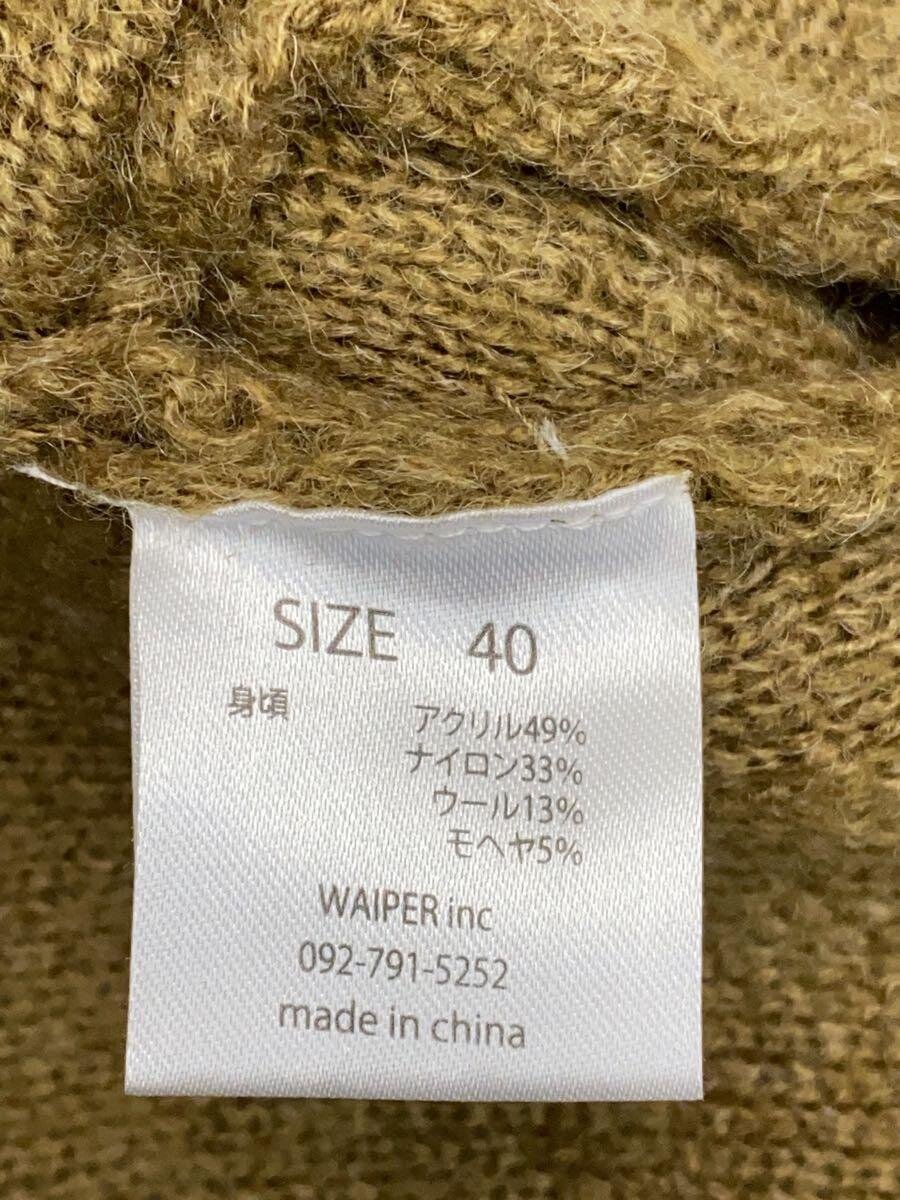 SIZE 40
身頃 アクリル49%
ナイロン33%
ウール13%
モヘヤ5%
WAIPER inc
092-791-5252
made in china